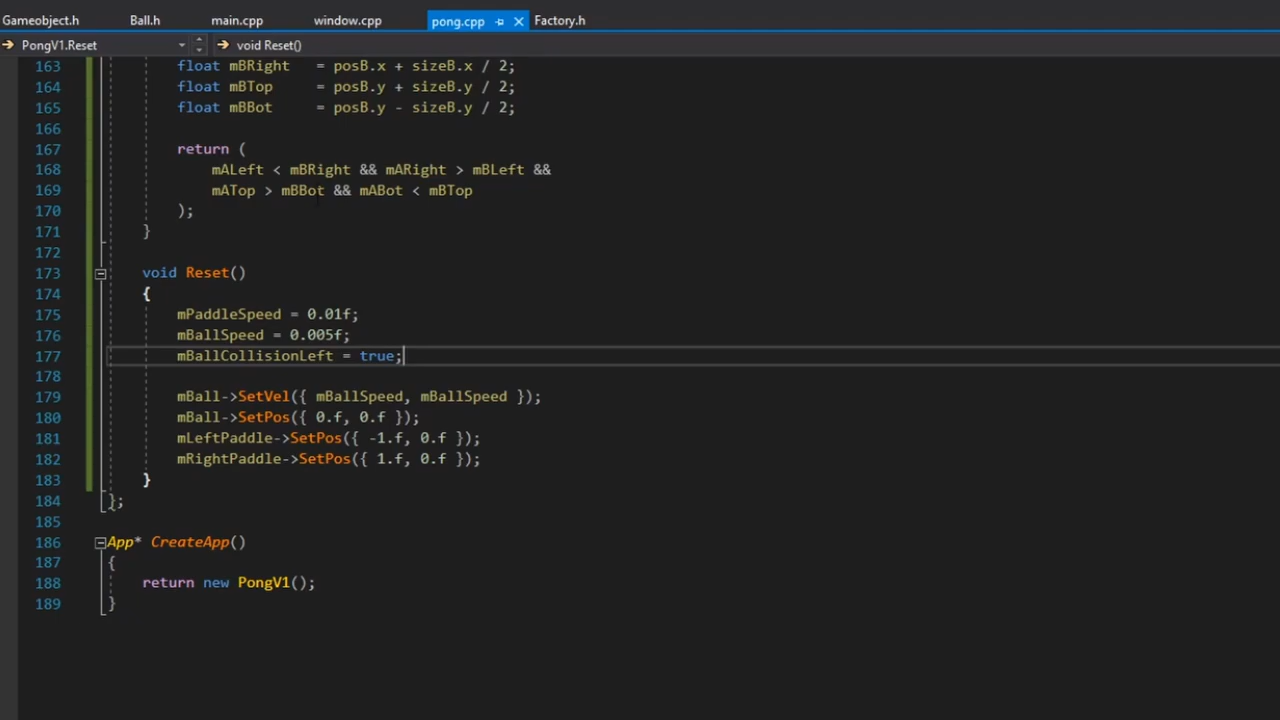 Gameobject.h Ball.h main.cpp window.cpp pong.cpp Factory.h
PongV1.Reset void Reset()
163 float mBRight = posB.x + sizeB.x / 2;
164 float mBTop = posB.y + sizeB.y / 2;
165 float mBBot = posB.y - sizeB.y / 2;
166
167 return (
168 mALeft < mBRight && mARight > mBLeft &&
169 mATop > mBBot && mABot < mBTop
170 );
171 }
172
173 void Reset()
174 {
175 mPaddleSpeed = 0.01f;
176 mBallSpeed = 0.005f;
177 mBallCollisionLeft = true;
178
179 mBall->SetVel({ mBallSpeed, mBallSpeed });
180 mBall->SetPos({ 0.f, 0.f });
181 mLeftPaddle->SetPos({ -1.f, 0.f });
182 mRightPaddle->SetPos({ 1.f, 0.f });
183 }
184 };
185
186 App* CreateApp()
187 {
188 return new PongV1();
189 }